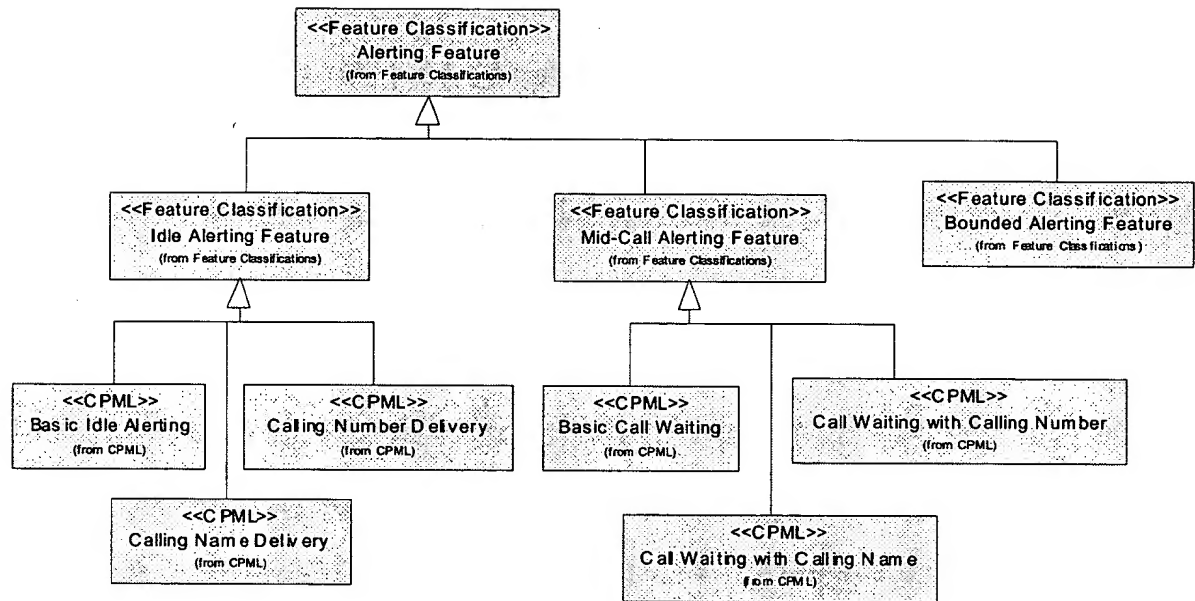 <<Feature Classification>>
Alerting Feature
(from Feature Classifications)
<<Feature Classification>>
Idle Alerting Feature
(from Feature Classifications)
<<Feature Classification>>
Mid-Call Alerting Feature
(from Feature Classifications)
<<Feature Classification>>
Bounded Alerting Feature
(from Feature Classifications)
<<CPML>>
Basic Idle Alerting
(from CPML)
<<CPML>>
Calling Number Delivery
(from CPML)
<<CPML>>
Basic Call Waiting
(from CPML)
<<CPML>>
Call Waiting with Calling Number
(from CPML)
<<CPML>>
Calling Name Delivery
(from CPML)
<<CPML>>
Call Waiting with Calling Name
(from CPML)